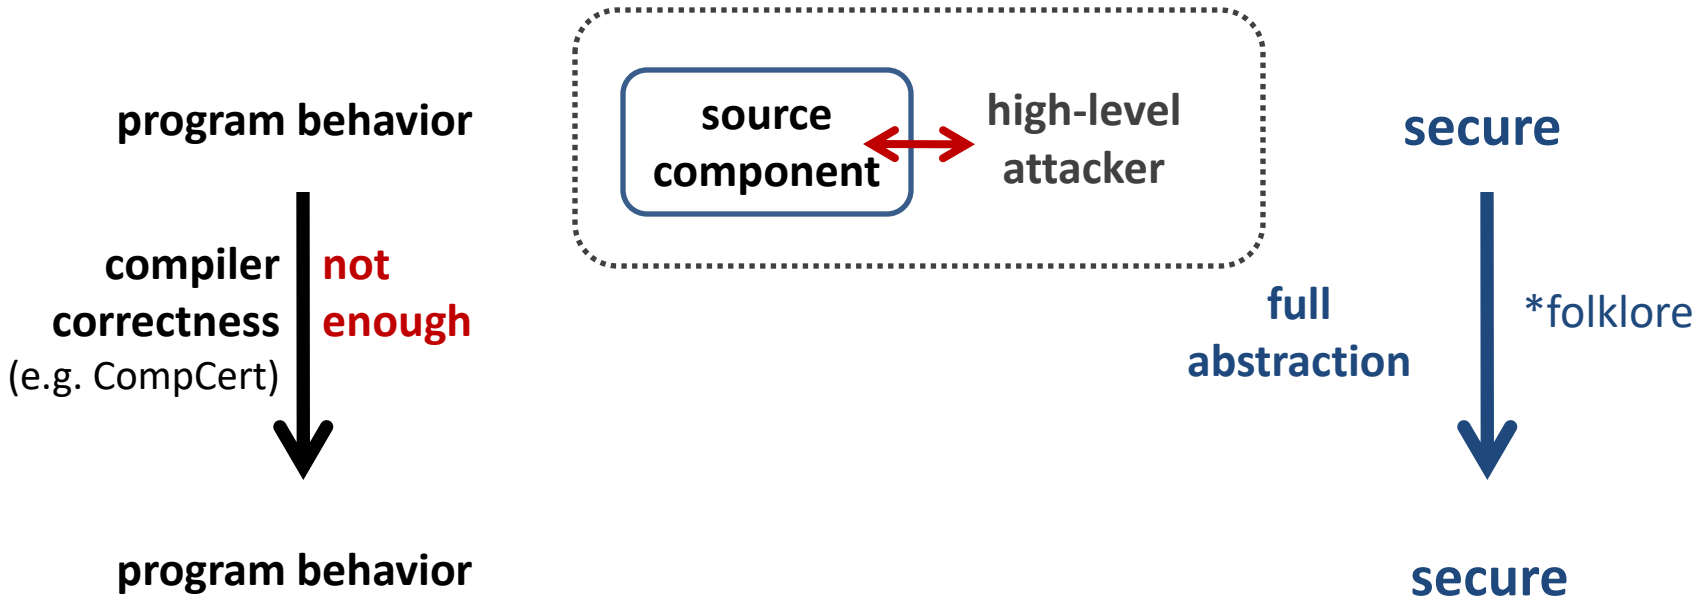 program behavior
compiler not
correctness enough
(e.g. CompCert)
program behavior
source
component
high-level
attacker
secure
full
abstraction
*folklore
secure